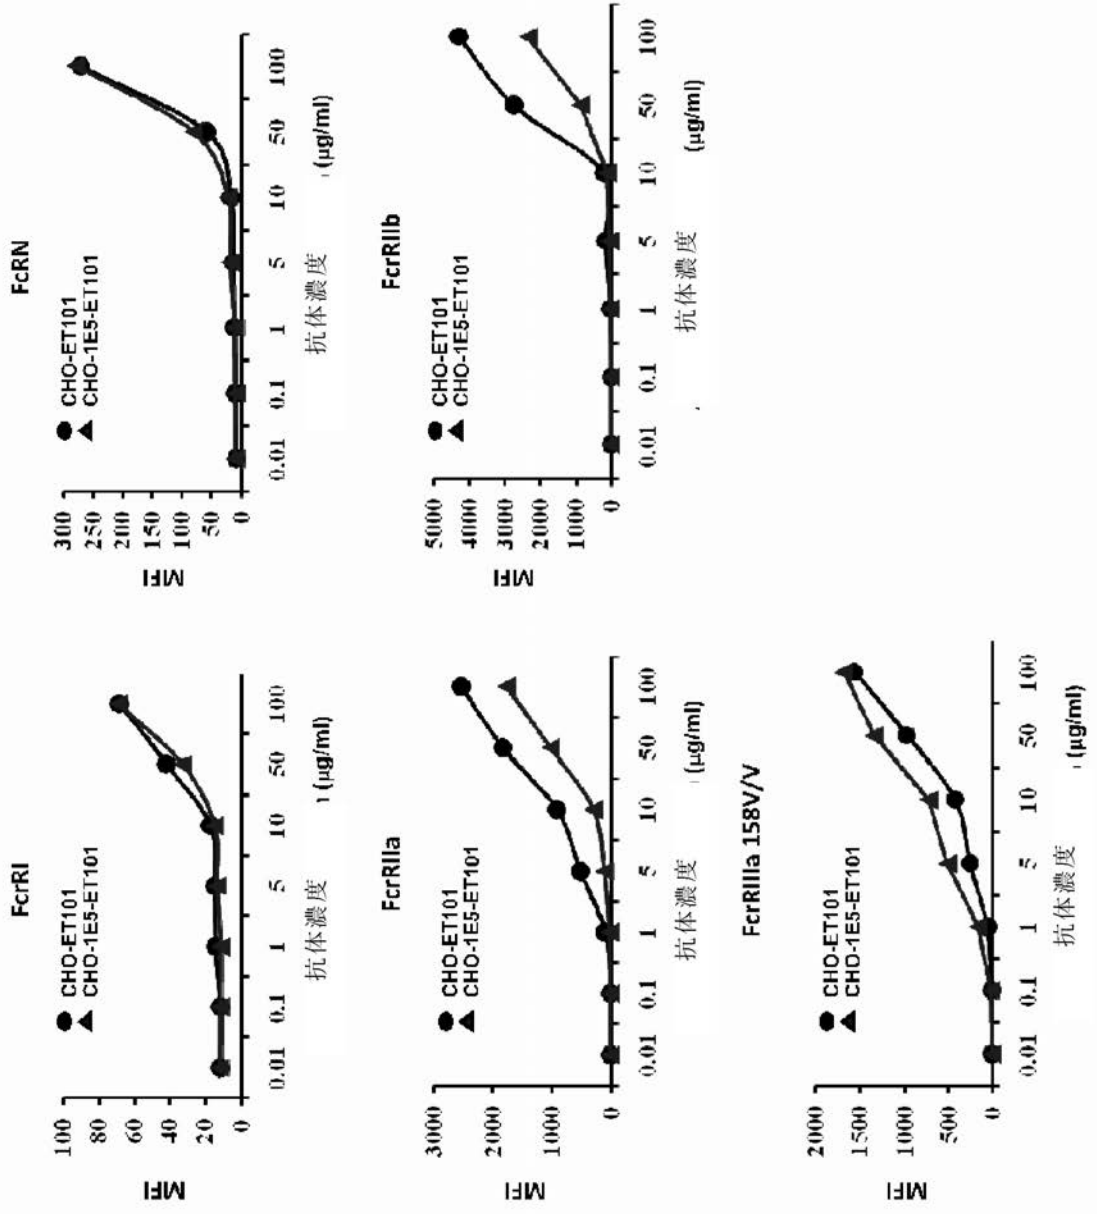 FcrRI
100
80
60
40
20
0
MFI
CHO-ET101
CHO-1E5-ET101
0.01
0.1
1
5
10
50
100
抗体濃度
(µg/ml)
FcRN
300
250
200
150
100
50
0
MFI
CHO-ET101
CHO-1E5-ET101
0.01
0.1
1
5
10
50
100
抗体濃度
(µg/ml)
FcrRIIa
3000
2000
1000
0
MFI
CHO-ET101
CHO-1E5-ET101
0.01
0.1
1
5
10
50
100
抗体濃度
(µg/ml)
FcrRIIb
5000
4000
3000
2000
1000
0
MFI
CHO-ET101
CHO-1E5-ET101
0.01
0.1
1
5
10
50
100
抗体濃度
(µg/ml)
FcrRIIIa 158V/V
2000
1500
1000
500
0
MFI
CHO-ET101
CHO-1E5-ET101
0.01
0.1
1
5
10
50
100
抗体濃度
(µg/ml)